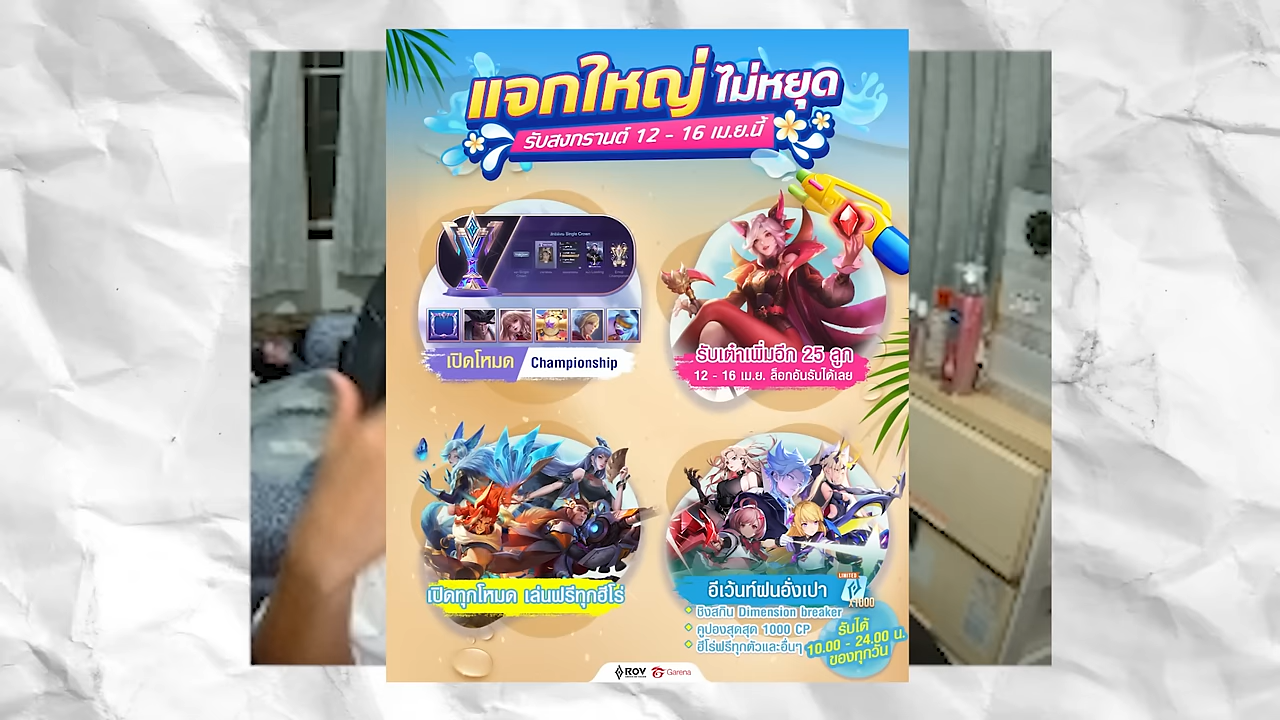 แจกใหญ่ ไม่หยุด
รับสงกรานต์ 12 - 16 เม.ย.นี้
เปิดโหมด Championship
รับเต๋าเพิ่มอีก 25 ลูก
12 - 16 เม.ย. ล็อกอินรับได้เลย
เปิดทุกโหมด เล่นฟรีทุกฮีโร่
อีเว้นท์ฝนอั่งเปา
LIMITED
X1000
ชิงสกิน Dimension breaker
คูปองสุดสุด 1000 CP
ฮีโร่ฟรีทุกตัวและอื่นๆ
รับได้
10.00 - 24.00 น.
ของทุกวัน
ROV
Garena